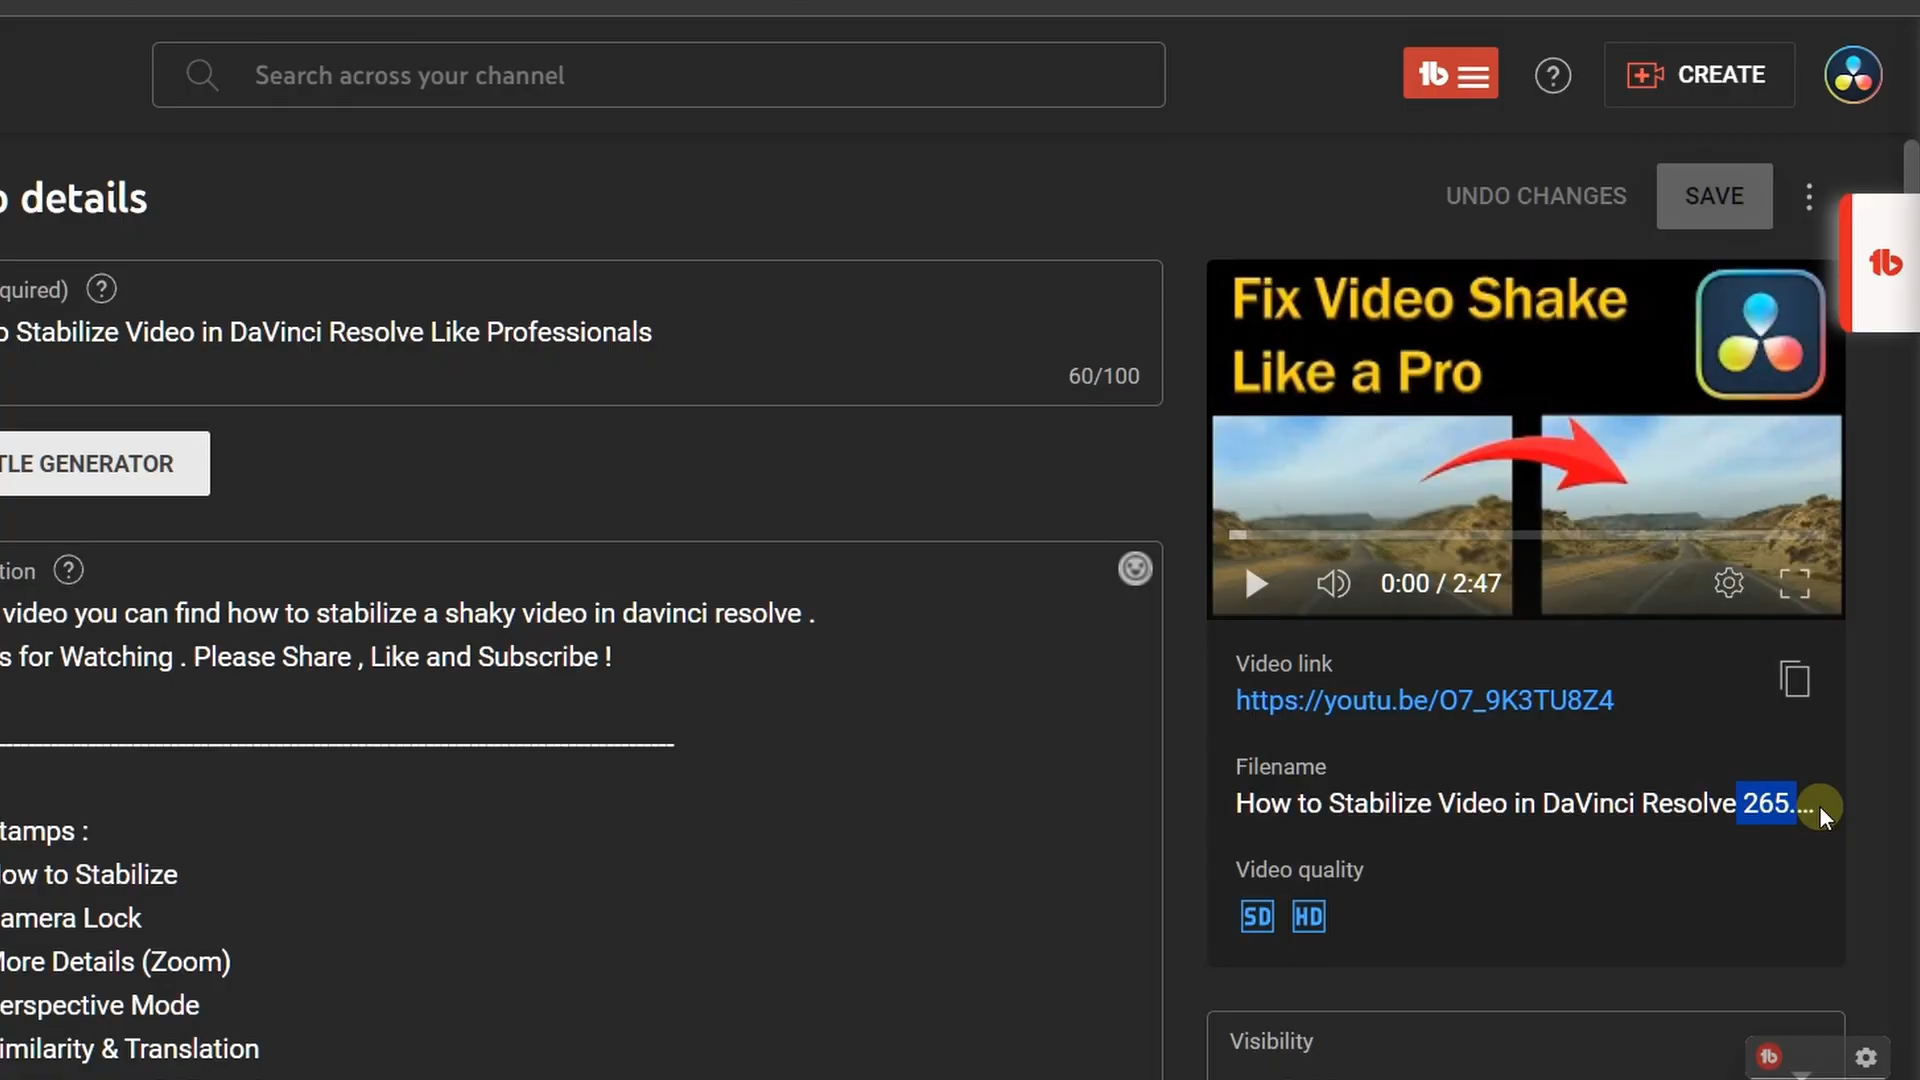 Search across your channel
CREATE
details
UNDO CHANGES
SAVE
quired)
o Stabilize Video in DaVinci Resolve Like Professionals
60/100
TLE GENERATOR
tion
video you can find how to stabilize a shaky video in davinci resolve .
s for Watching . Please Share , Like and Subscribe !
tamps :
ow to Stabilize
amera Lock
ore Details (Zoom)
erspective Mode
imilarity & Translation
Fix Video Shake
Like a Pro
0:00 / 2:47
Video link
https://youtu.be/O7_9K3TU8Z4
Filename
How to Stabilize Video in DaVinci Resolve 265....
Video quality
SD HD
Visibility